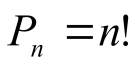 Pₙ = n!